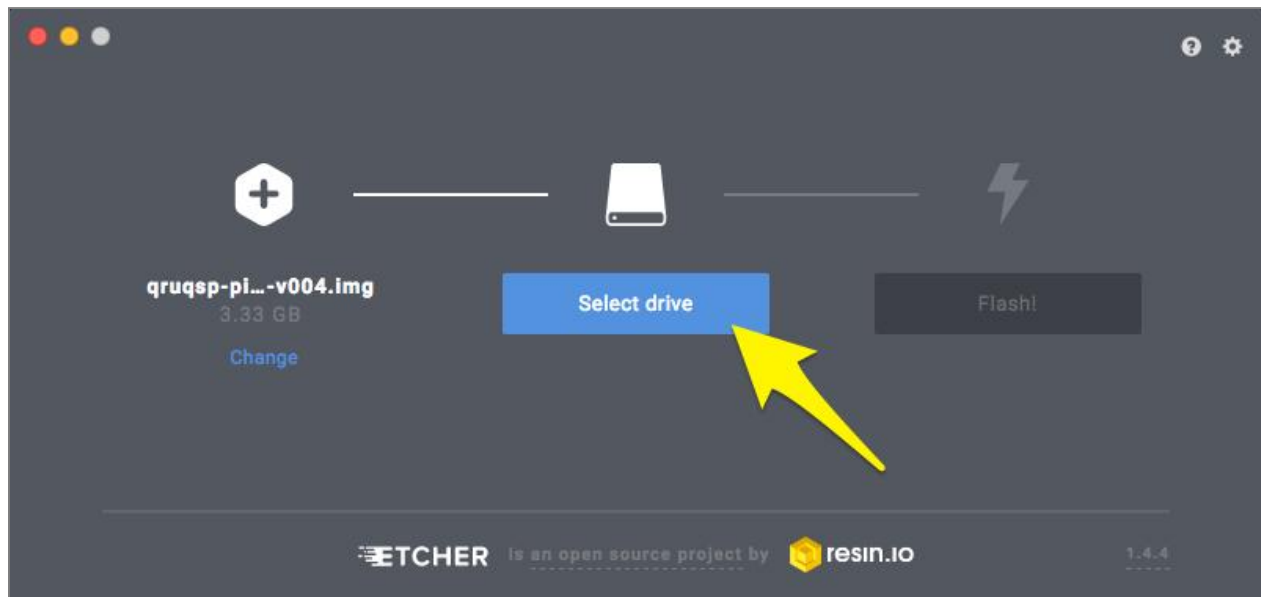 qruqsp-pi...-v004.img
3.33 GB
Change
Select drive
Flash!
ETCHER is an open source project by resin.io 1.4.4